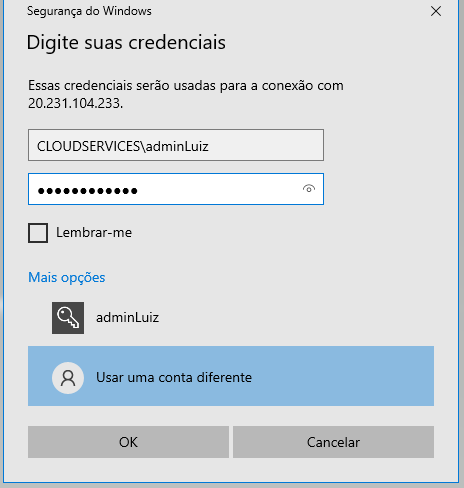 Segurança do Windows
Digite suas credenciais
Essas credenciais serão usadas para a conexão com
20.231.104.233.
CLOUDSERVICES\adminLuiz
●●●●●●●●●●●●
Lembrar-me
Mais opções
adminLuiz
Usar uma conta diferente
OK
Cancelar